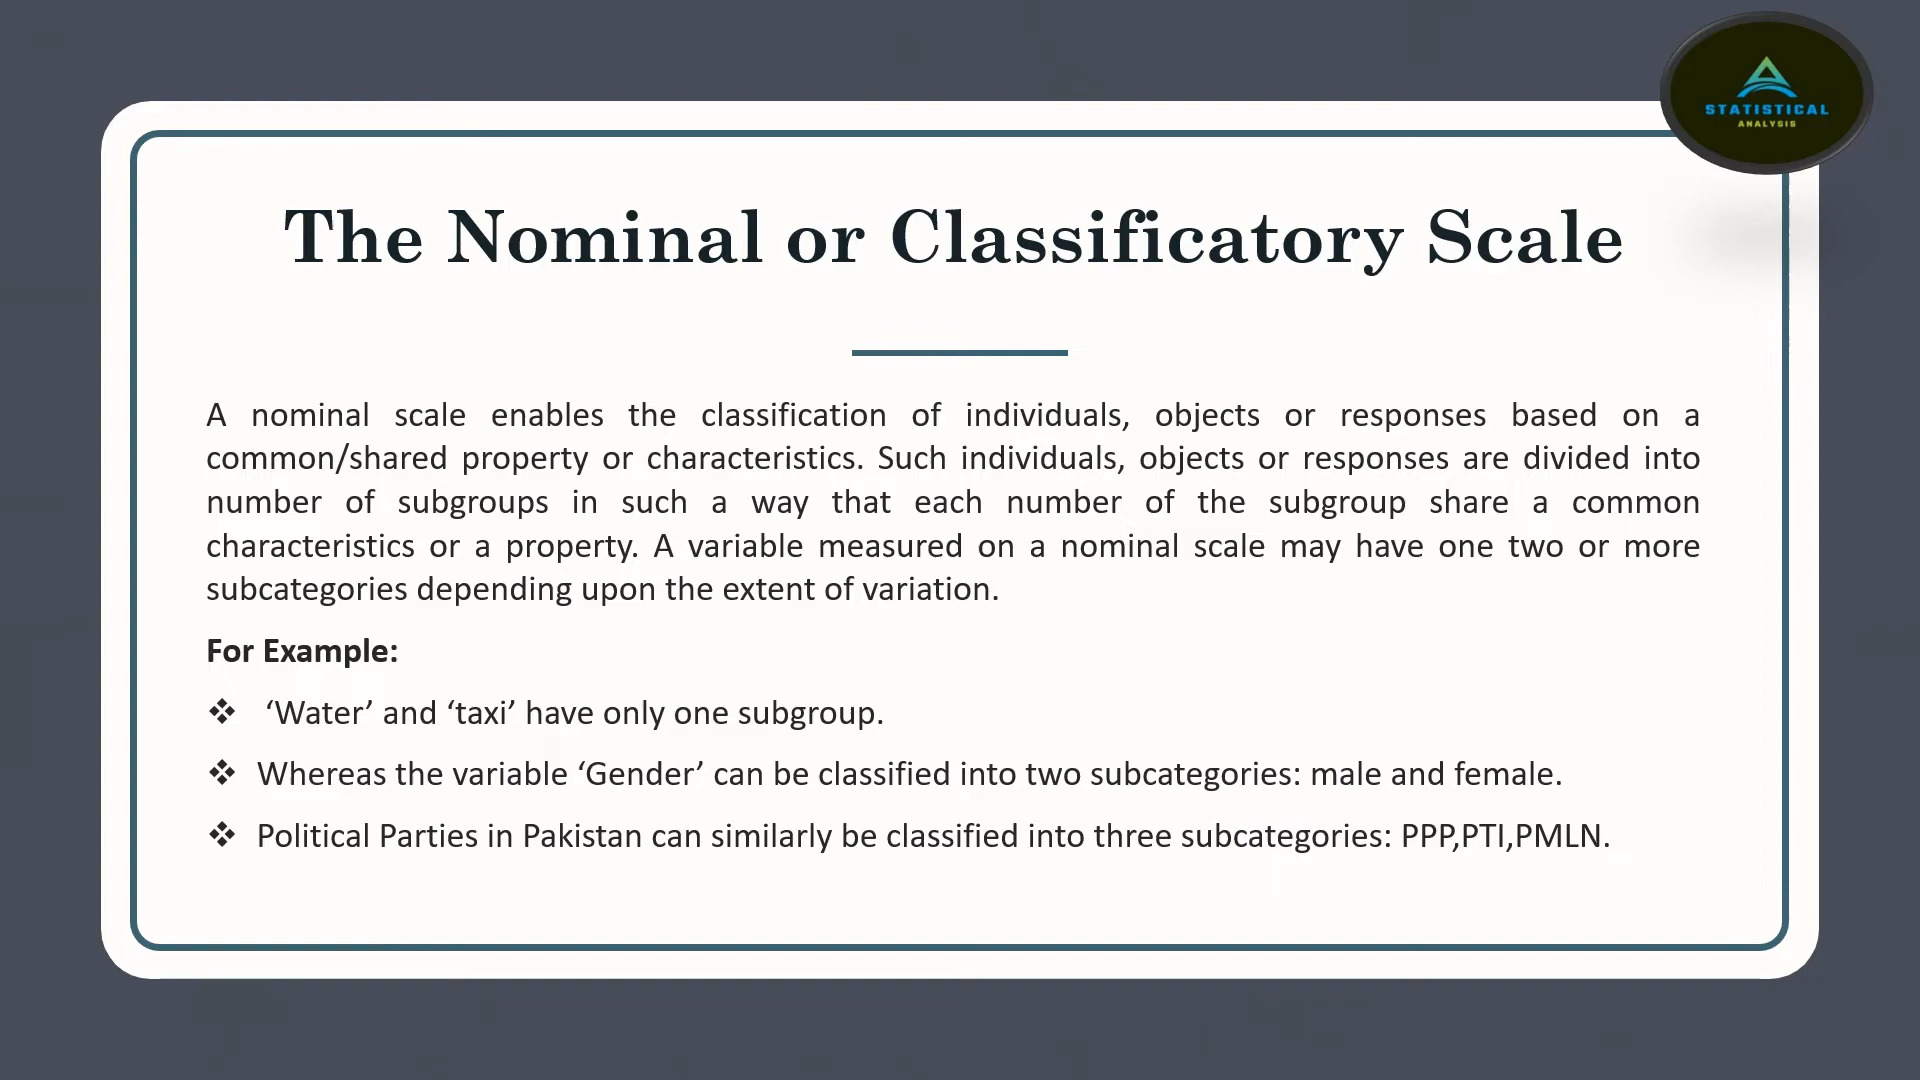 STATISTICAL
ANALYSIS
The Nominal or Classificatory Scale
A nominal scale enables the classification of individuals, objects or responses based on a
common/shared property or characteristics. Such individuals, objects or responses are divided into
number of subgroups in such a way that each number of the subgroup share a common
characteristics or a property. A variable measured on a nominal scale may have one two or more
subcategories depending upon the extent of variation.
For Example:
❖ ‘Water’ and ‘taxi’ have only one subgroup.
❖ Whereas the variable ‘Gender’ can be classified into two subcategories: male and female.
❖ Political Parties in Pakistan can similarly be classified into three subcategories: PPP,PTI,PMLN.